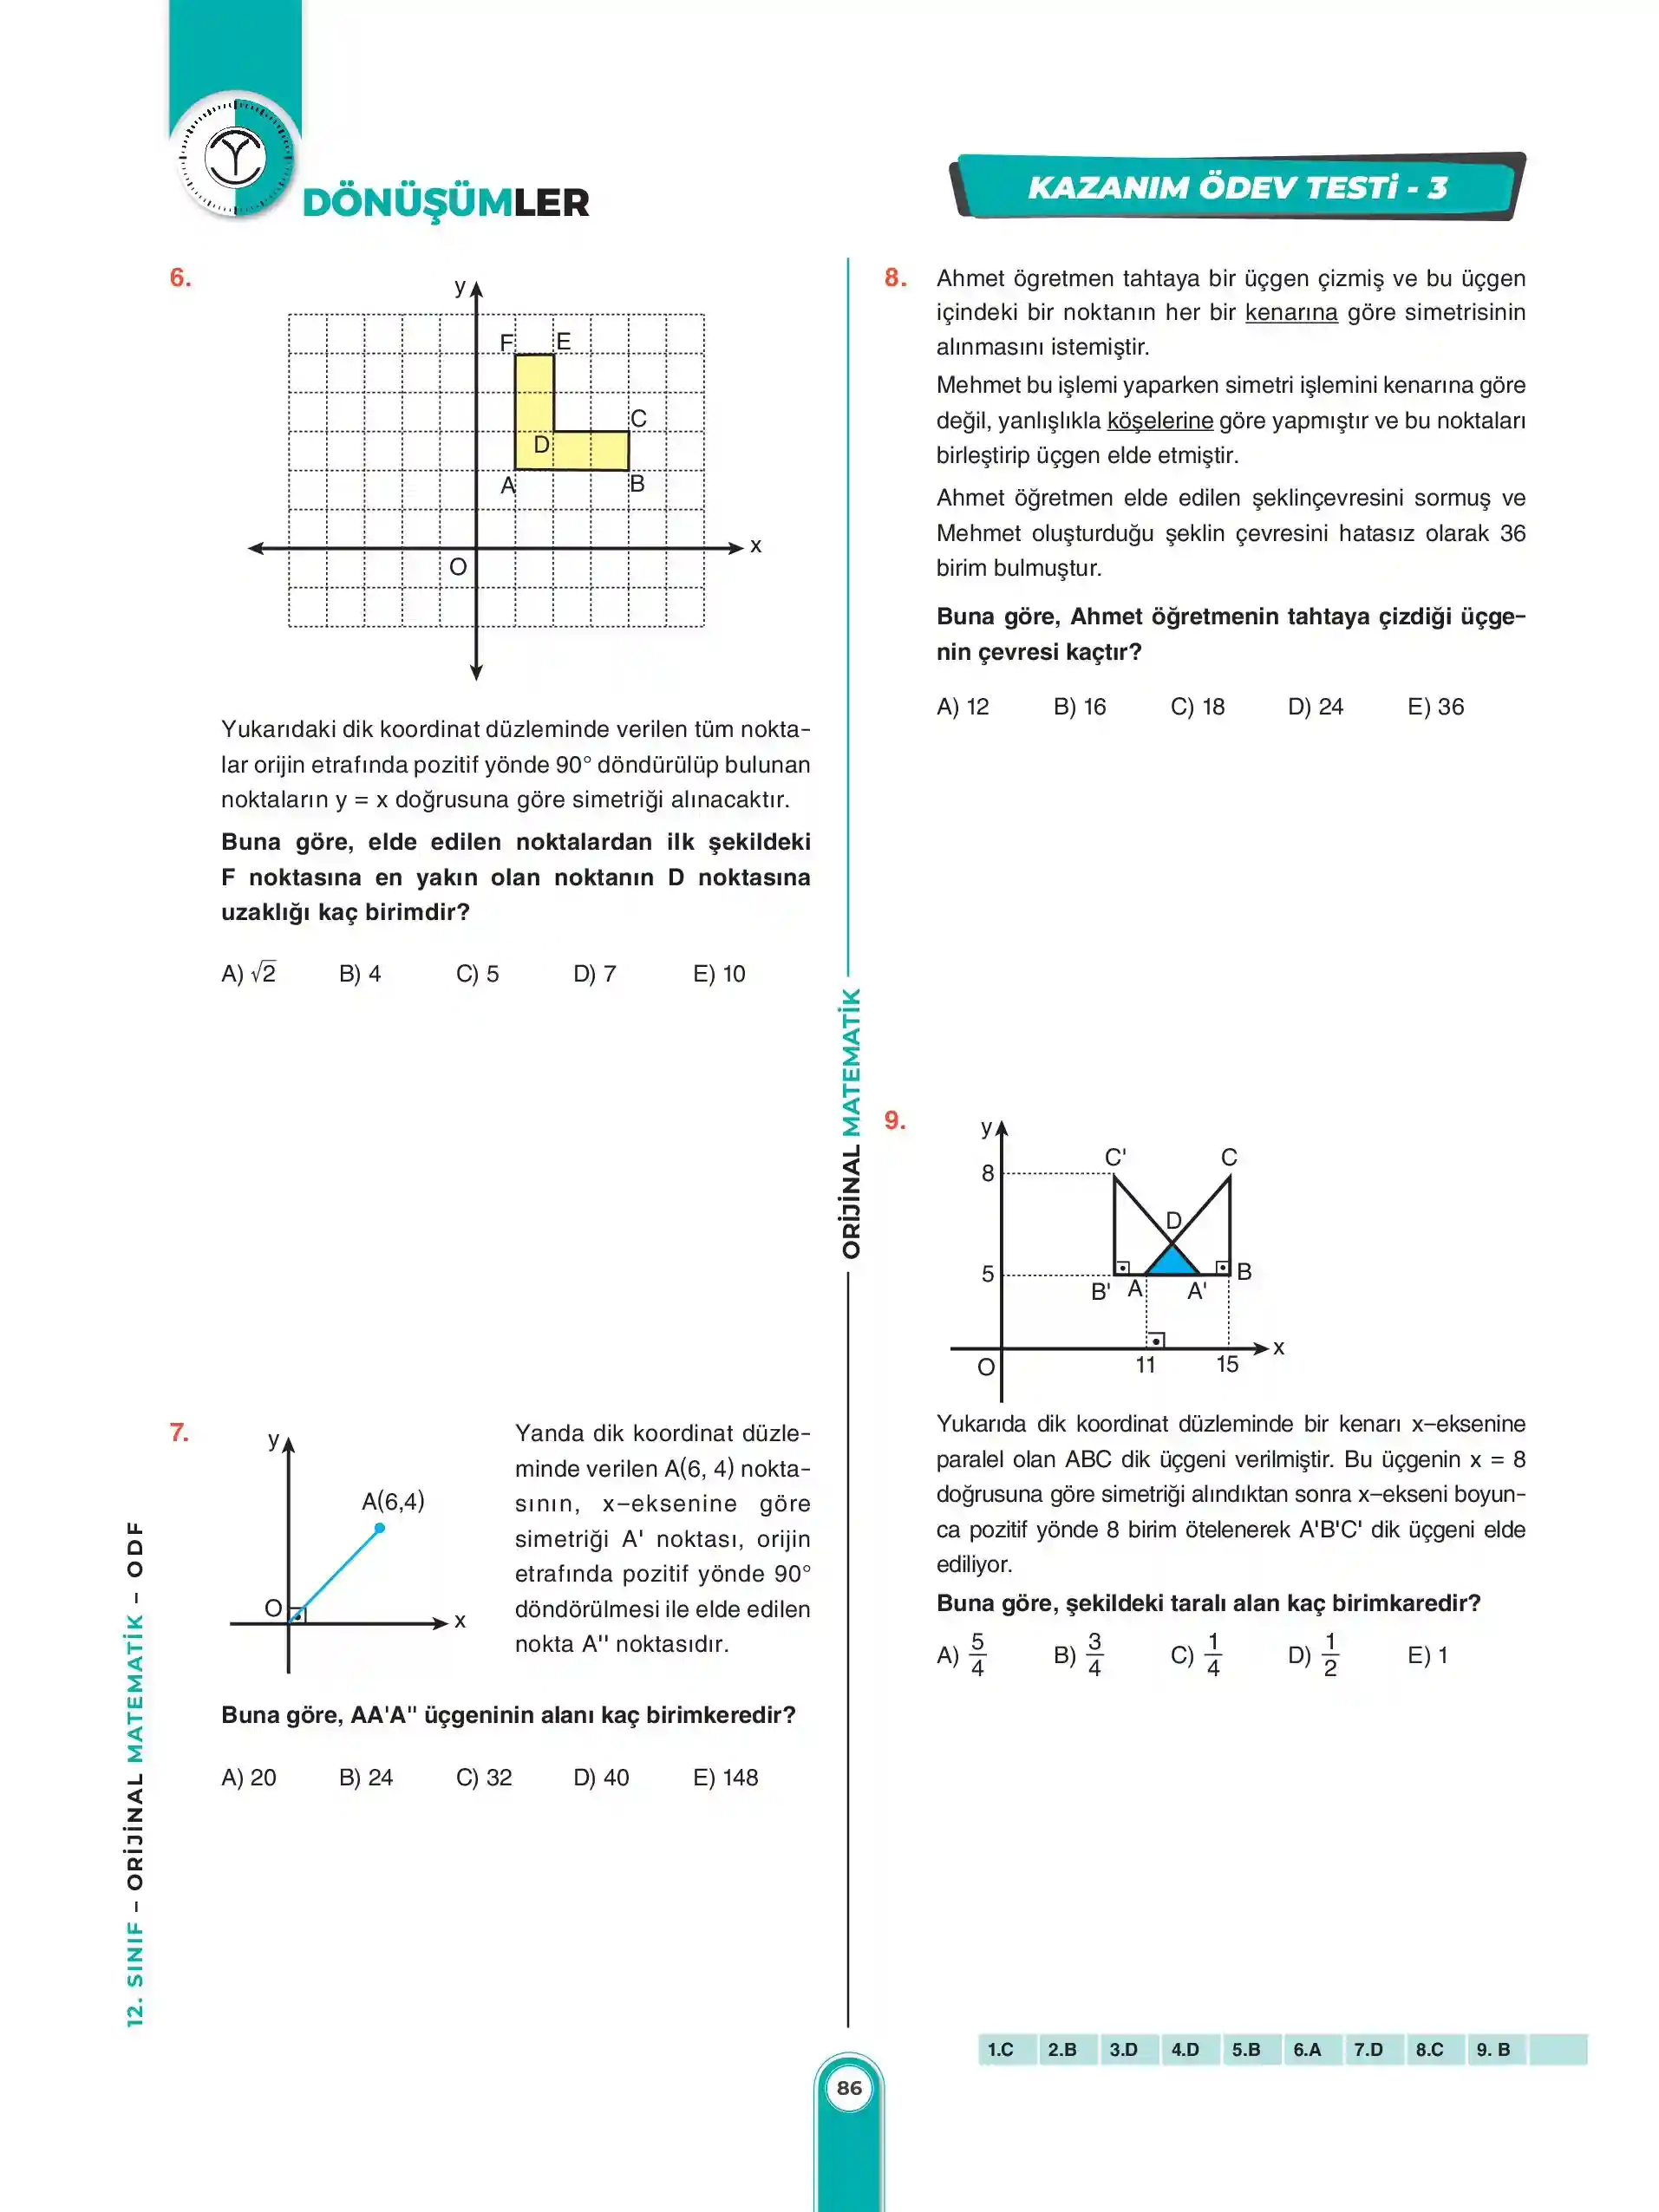 DÖNÜŞÜMLER
KAZANIM ÖDEV TESTİ - 3
6.
y
F
E
C
D
A
B
x
O
Yukarıdaki dik koordinat düzleminde verilen tüm nokta-
lar orijin etrafında pozitif yönde 90° döndürülüp bulunan
noktaların y = x doğrusuna göre simetriği alınacaktır.
Buna göre, elde edilen noktalardan ilk şekildeki
F noktasına en yakın olan noktanın D noktasına
uzaklığı kaç birimdir?
A) √2 B) 4 C) 5 D) 7 E) 10
7.
y
A(6,4)
O
x
Yanda dik koordinat düzle-
minde verilen A(6, 4) nokta-
sının, x–eksenine göre
simetriği A' noktası, orijin
etrafında pozitif yönde 90°
döndörülmesi ile elde edilen
nokta A'' noktasıdır.
Buna göre, AA'A'' üçgeninin alanı kaç birimkeredir?
A) 20 B) 24 C) 32 D) 40 E) 148
8.
Ahmet ögretmen tahtaya bir üçgen çizmiş ve bu üçgen
içindeki bir noktanın her bir kenarına göre simetrisinin
alınmasını istemiştir.
Mehmet bu işlemi yaparken simetri işlemini kenarına göre
değil, yanlışlıkla köşelerine göre yapmıştır ve bu noktaları
birleştirip üçgen elde etmiştir.
Ahmet öğretmen elde edilen şeklinçevresini sormuş ve
Mehmet oluşturduğu şeklin çevresini hatasız olarak 36
birim bulmuştur.
Buna göre, Ahmet öğretmenin tahtaya çizdiği üçge-
nin çevresi kaçtır?
A) 12 B) 16 C) 18 D) 24 E) 36
9.
y
8
C'
C
D
5
B'
A
A'
B
O
11
15
x
Yukarıda dik koordinat düzleminde bir kenarı x–eksenine
paralel olan ABC dik üçgeni verilmiştir. Bu üçgenin x = 8
doğrusuna göre simetriği alındıktan sonra x–ekseni boyun-
ca pozitif yönde 8 birim ötelenerek A'B'C' dik üçgeni elde
ediliyor.
Buna göre, şekildeki taralı alan kaç birimkaredir?
A) 5/4 B) 3/4 C) 1/4 D) 1/2 E) 1
ORİJİNAL MATEMATİK
12. SINIF – ORİJİNAL MATEMATİK – ODF
1.C 2.B 3.D 4.D 5.B 6.A 7.D 8.C 9. B
86